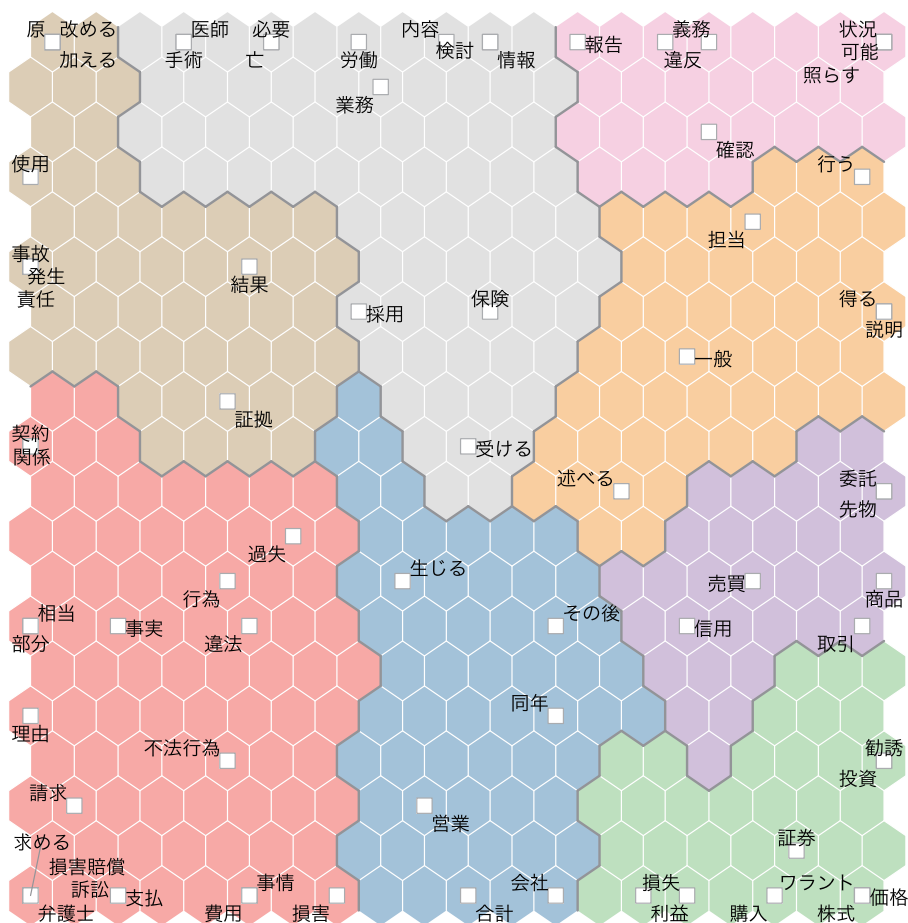 原 改める 医師 必要 内容 義務 状況
加える 手術 亡 労働 検討 情報 報告 違反 可能
照らす
業務
確認
使用 行う
担当
事故
発生
責任
結果
採用 保険 得る
説明
一般
証拠
契約
関係
受ける
述べる 委託
先物
過失
生じる
行為 売買 商品
相当 その後
部分 事実 違法 信用 取引
同年
理由
不法行為 勧誘
投資
請求
営業
求める 証券
損害賠償
訴訟
弁護士 支払 費用 事情 損害 合計 会社 損失 利益 購入 ワラント 株式 価格